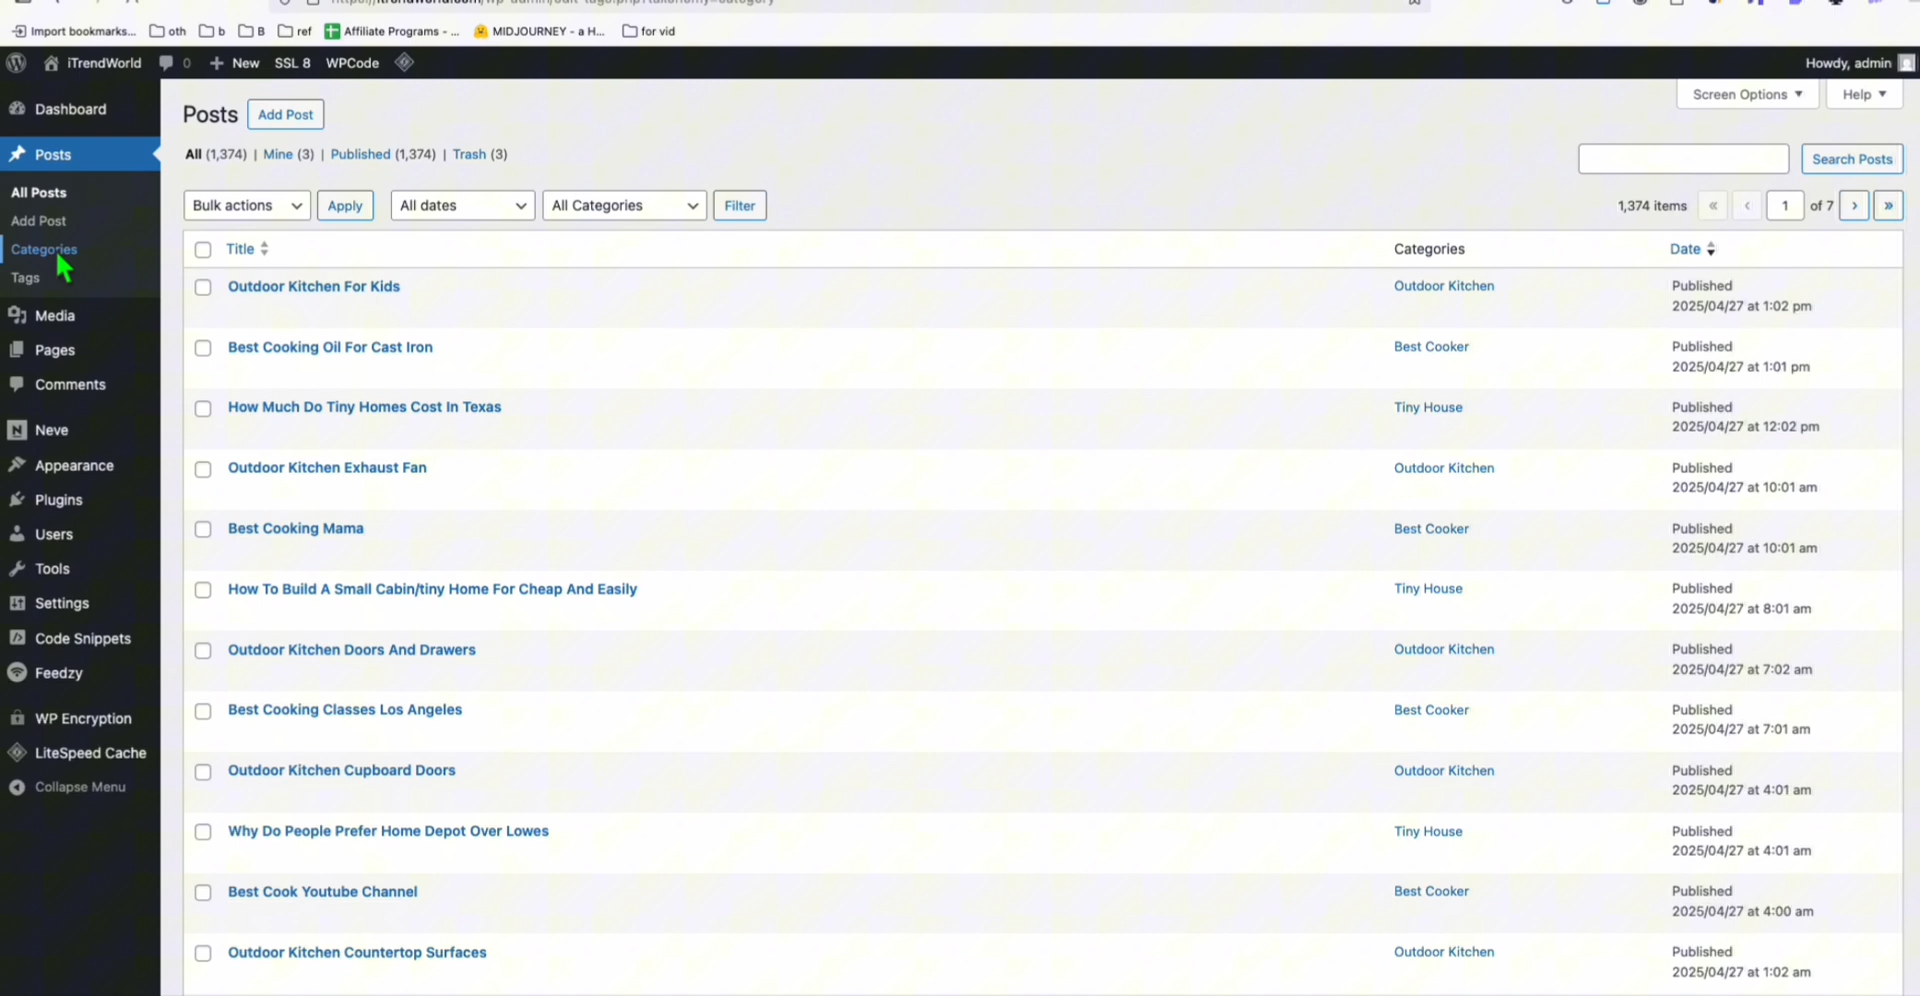 Import bookmarks... oth b B ref Affiliate Programs - ... MIDJOURNEY - a H... for vid
iTrendWorld 0 + New SSL 8 WPCode Howdy, admin
Dashboard
Posts
All Posts
Add Post
Categories
Tags
Media
Pages
Comments
Neve
Appearance
Plugins
Users
Tools
Settings
Code Snippets
Feedzy
WP Encryption
LiteSpeed Cache
Collapse Menu
Screen Options Help
Posts Add Post
All (1,374) | Mine (3) | Published (1,374) | Trash (3)
Search Posts
Bulk actions Apply All dates All Categories Filter 1,374 items « ‹ 1 of 7 › »
Title Categories Date
Outdoor Kitchen For Kids Outdoor Kitchen Published
2025/04/27 at 1:02 pm
Best Cooking Oil For Cast Iron Best Cooker Published
2025/04/27 at 1:01 pm
How Much Do Tiny Homes Cost In Texas Tiny House Published
2025/04/27 at 12:02 pm
Outdoor Kitchen Exhaust Fan Outdoor Kitchen Published
2025/04/27 at 10:01 am
Best Cooking Mama Best Cooker Published
2025/04/27 at 10:01 am
How To Build A Small Cabin/tiny Home For Cheap And Easily Tiny House Published
2025/04/27 at 8:01 am
Outdoor Kitchen Doors And Drawers Outdoor Kitchen Published
2025/04/27 at 7:02 am
Best Cooking Classes Los Angeles Best Cooker Published
2025/04/27 at 7:01 am
Outdoor Kitchen Cupboard Doors Outdoor Kitchen Published
2025/04/27 at 4:01 am
Why Do People Prefer Home Depot Over Lowes Tiny House Published
2025/04/27 at 4:01 am
Best Cook Youtube Channel Best Cooker Published
2025/04/27 at 4:00 am
Outdoor Kitchen Countertop Surfaces Outdoor Kitchen Published
2025/04/27 at 1:02 am